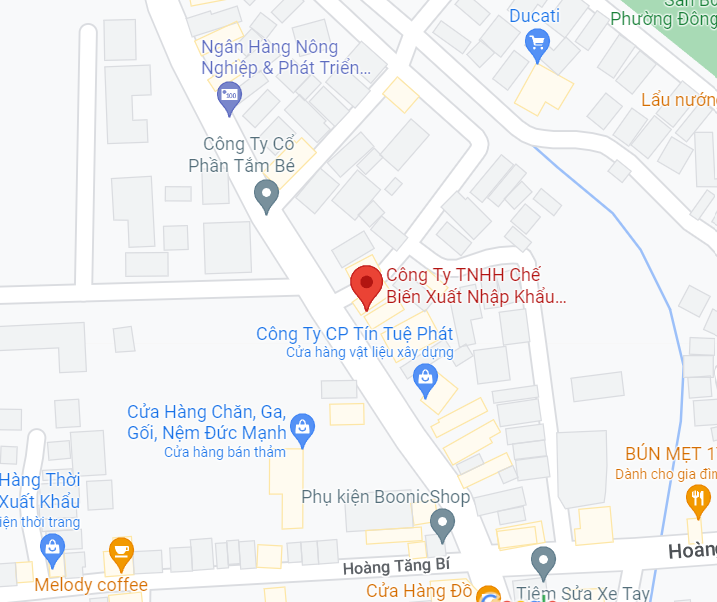 Ducati
Phường Đông
Ngân Hàng Nông
Nghiệp & Phát Triển...
Lẩu nướng
Công Ty Cổ
Phần Tắm Bé
Công Ty TNHH Chế
Biến Xuất Nhập Khẩu...
Công Ty CP Tín Tuệ Phát
Cửa hàng vật liệu xây dựng
Cửa Hàng Chăn, Ga,
Gối, Nệm Đức Mạnh
Cửa hàng bán thảm
BÚN MẸT
Dành cho gia đìn
Hàng Thời
Xuất Khẩu
iện thời trang
Phụ kiện BoonicShop
Hoàng
Hoàng Tăng Bí
Melody coffee
Cửa Hàng Đồ
Tiệm Sửa Xe Tay